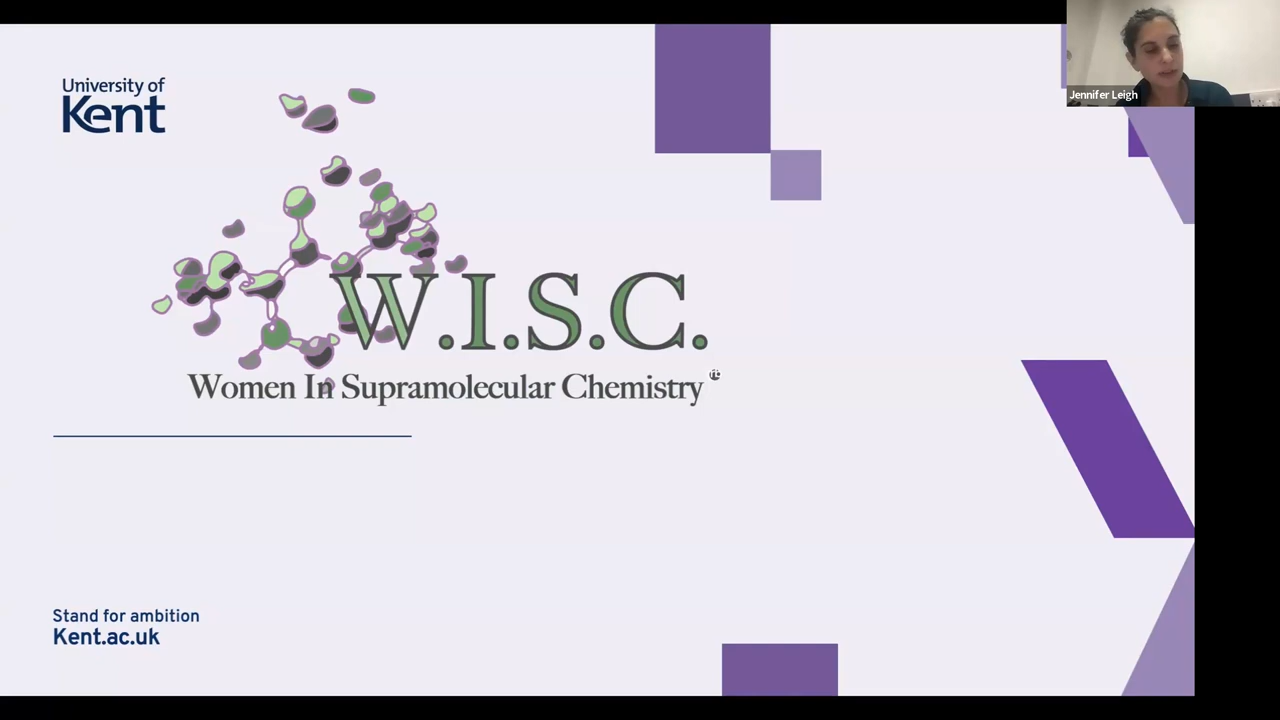 University of
Kent
Jennifer Leigh
W.I.S.C.
Women In Supramolecular Chemistry
Stand for ambition
Kent.ac.uk